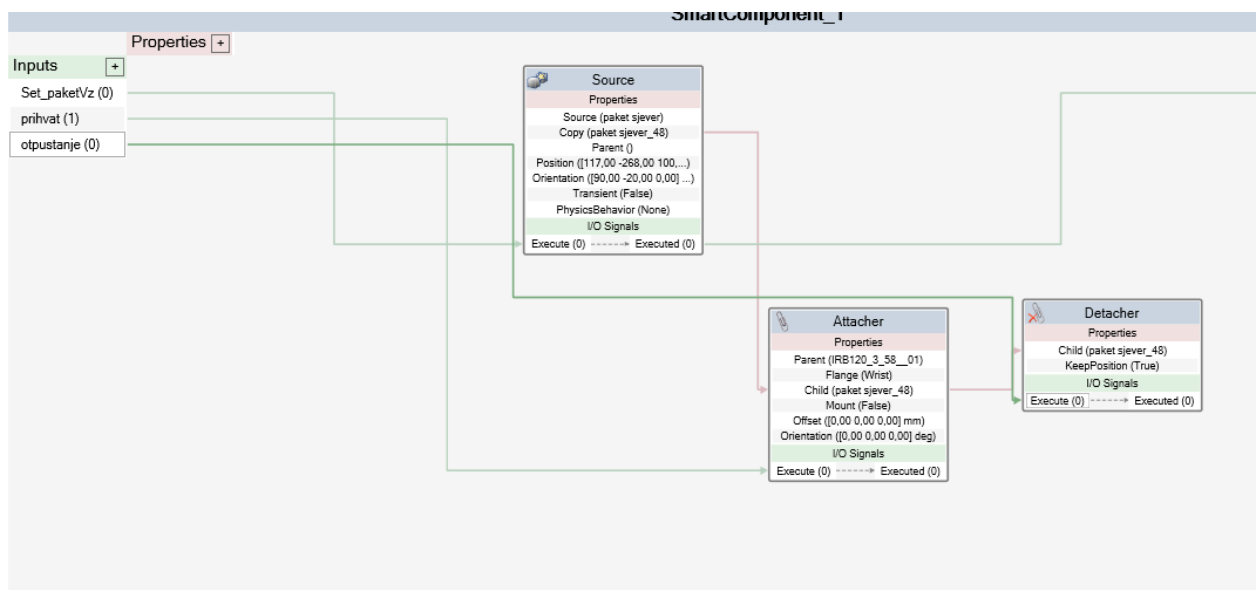 SmartComponent_1
Properties +
Inputs +
Set_paketVz (0)
prihvat (1)
otpustanje (0)
Source
Properties
Source (paket sjever)
Copy (paket sjever_48)
Parent ()
Position ([117,00 -268,00 100,...)
Orientation ([90,00 -20,00 0,00] ...)
Transient (False)
PhysicsBehavior (None)
I/O Signals
Execute (0) Executed (0)
Attacher
Properties
Parent (IRB120_3_58__01)
Flange (Wrist)
Child (paket sjever_48)
Mount (False)
Offset ([0,00 0,00 0,00] mm)
Orientation ([0,00 0,00 0,00] deg)
I/O Signals
Execute (0) Executed (0)
Detacher
Properties
Child (paket sjever_48)
KeepPosition (True)
I/O Signals
Execute (0) Executed (0)